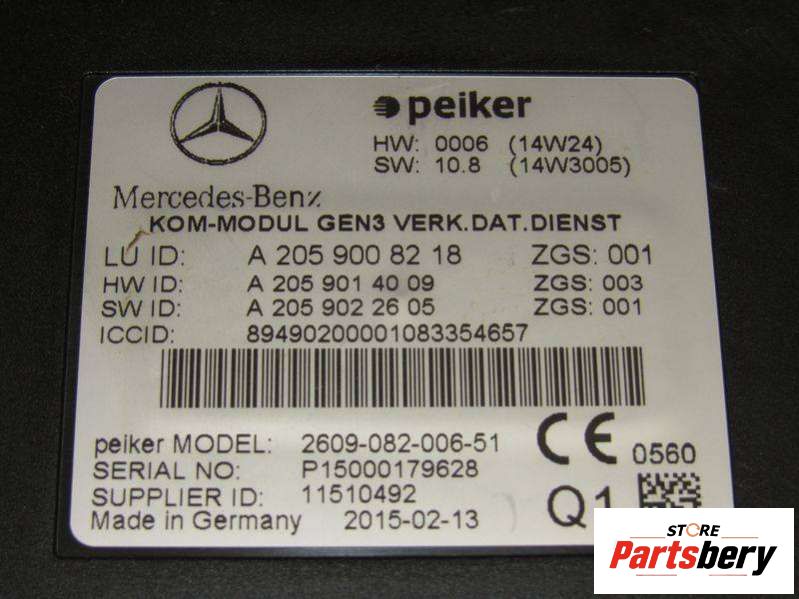 peiker
HW: 0006 (14W24)
SW: 10.8 (14W3005)
Mercedes-Benz
KOM-MODUL GEN3 VERK.DAT.DIENST
LU ID: A 205 900 82 18 ZGS: 001
HW ID: A 205 901 40 09 ZGS: 003
SW ID: A 205 902 26 05 ZGS: 001
ICCID: 89490200001083354657
peiker MODEL: 2609-082-006-51
CE 0560
SERIAL NO: P15000179628
SUPPLIER ID: 11510492
Q1
Made in Germany 2015-02-13
STORE
Partsbery